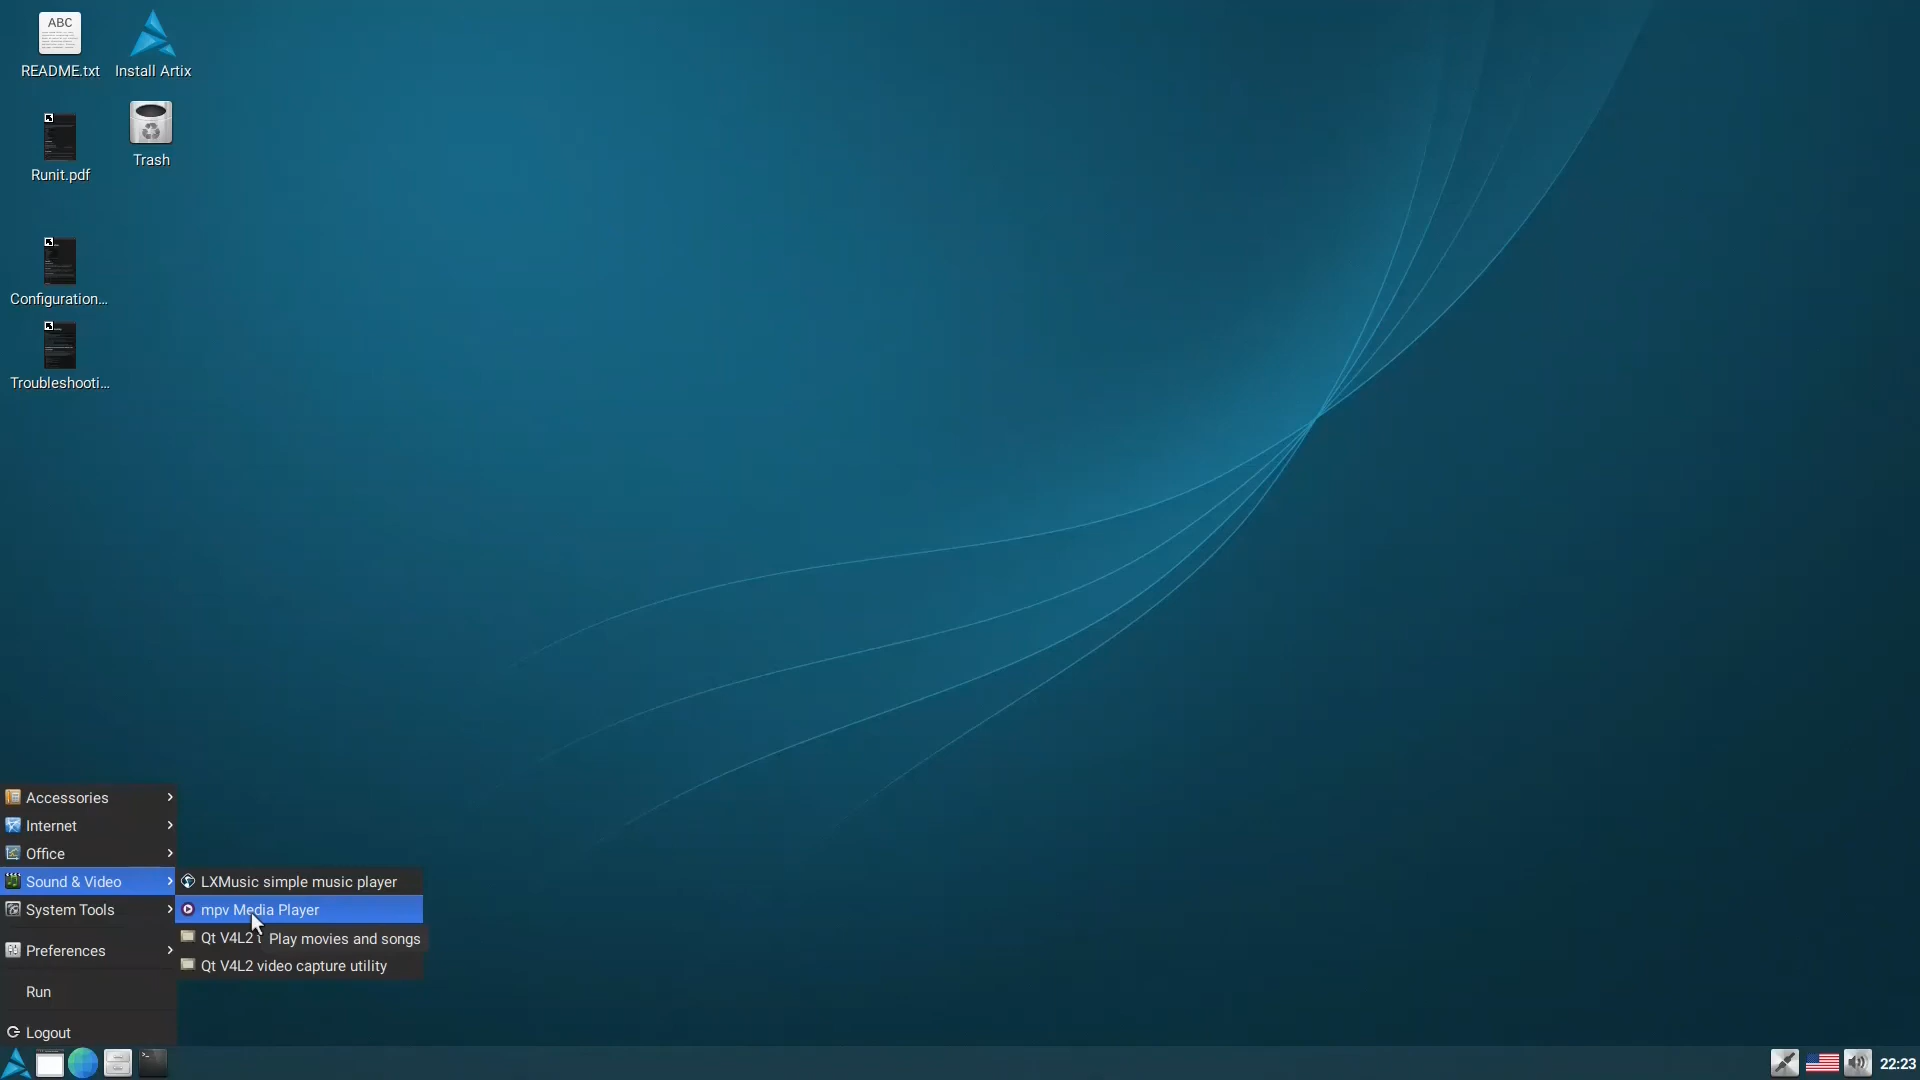 ABC
README.txt
Install Artix
Runit.pdf
Trash
Configuration...
Troubleshooti...
Accessories
Internet
Office
Sound & Video
System Tools
Preferences
Run
Logout
LXMusic simple music player
mpv Media Player
Qt V4L2
Play movies and songs
Qt V4L2 video capture utility
22:23